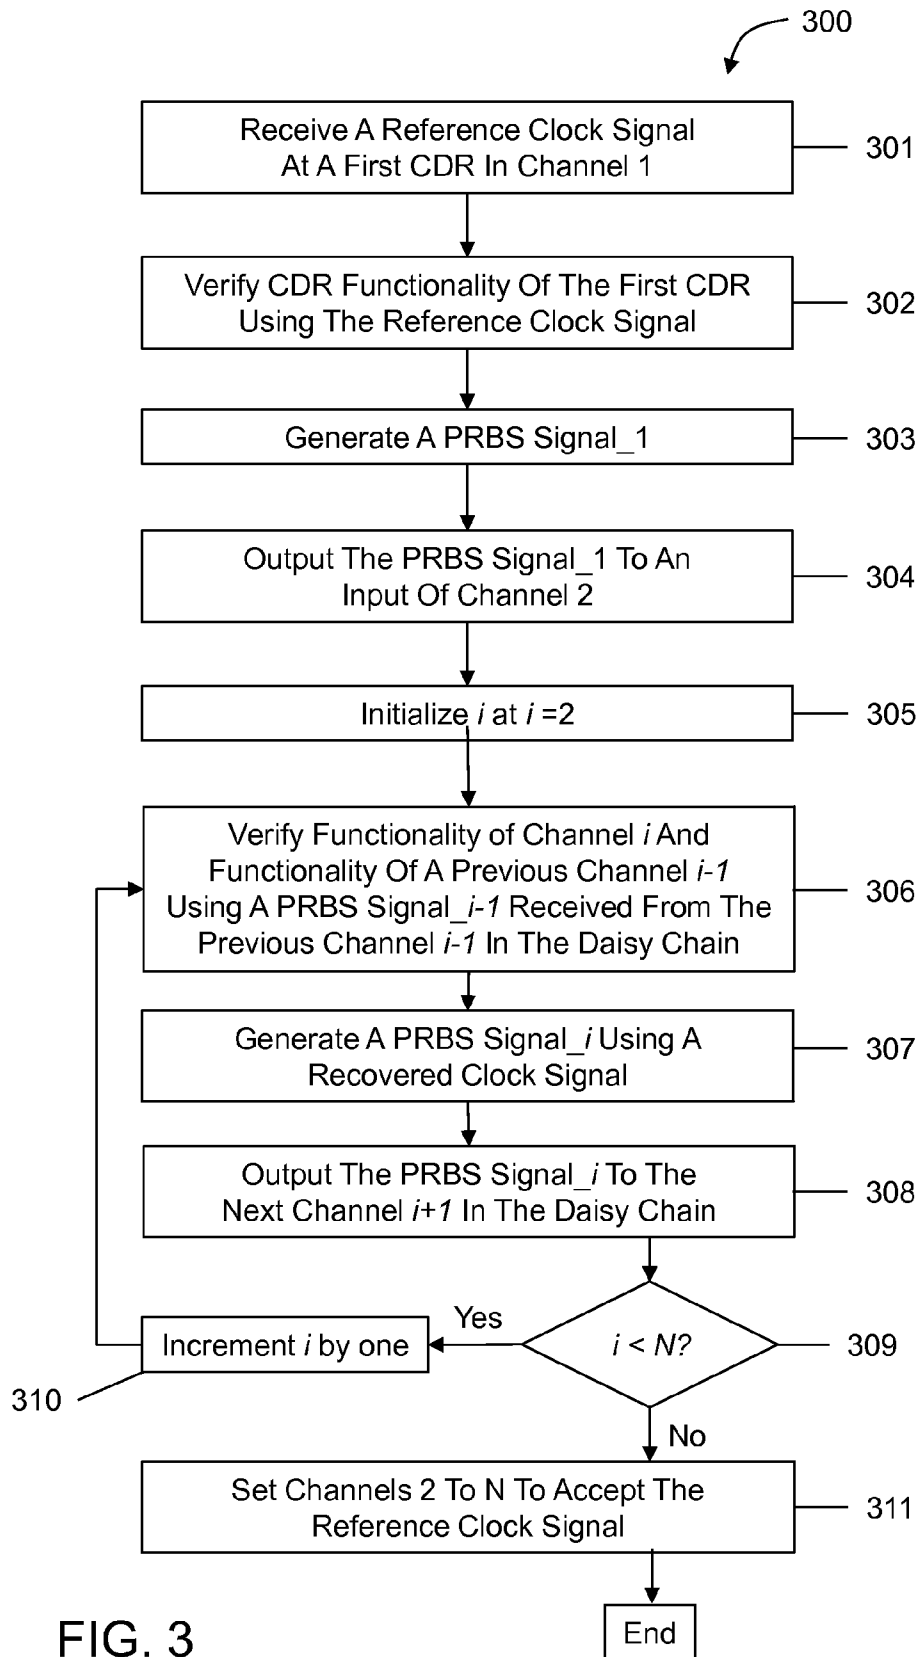 300
Receive A Reference Clock Signal
At A First CDR In Channel 1
301
Verify CDR Functionality Of The First CDR
Using The Reference Clock Signal
302
Generate A PRBS Signal_1
303
Output The PRBS Signal_1 To An
Input Of Channel 2
304
Initialize i at i =2
305
Verify Functionality of Channel i And
Functionality Of A Previous Channel i-1
Using A PRBS Signal_i-1 Received From The
Previous Channel i-1 In The Daisy Chain
306
Generate A PRBS Signal_i Using A
Recovered Clock Signal
307
Output The PRBS Signal_i To The
Next Channel i+1 In The Daisy Chain
308
i < N?
309
Yes
Increment i by one
310
No
Set Channels 2 To N To Accept The
Reference Clock Signal
311
End
FIG. 3